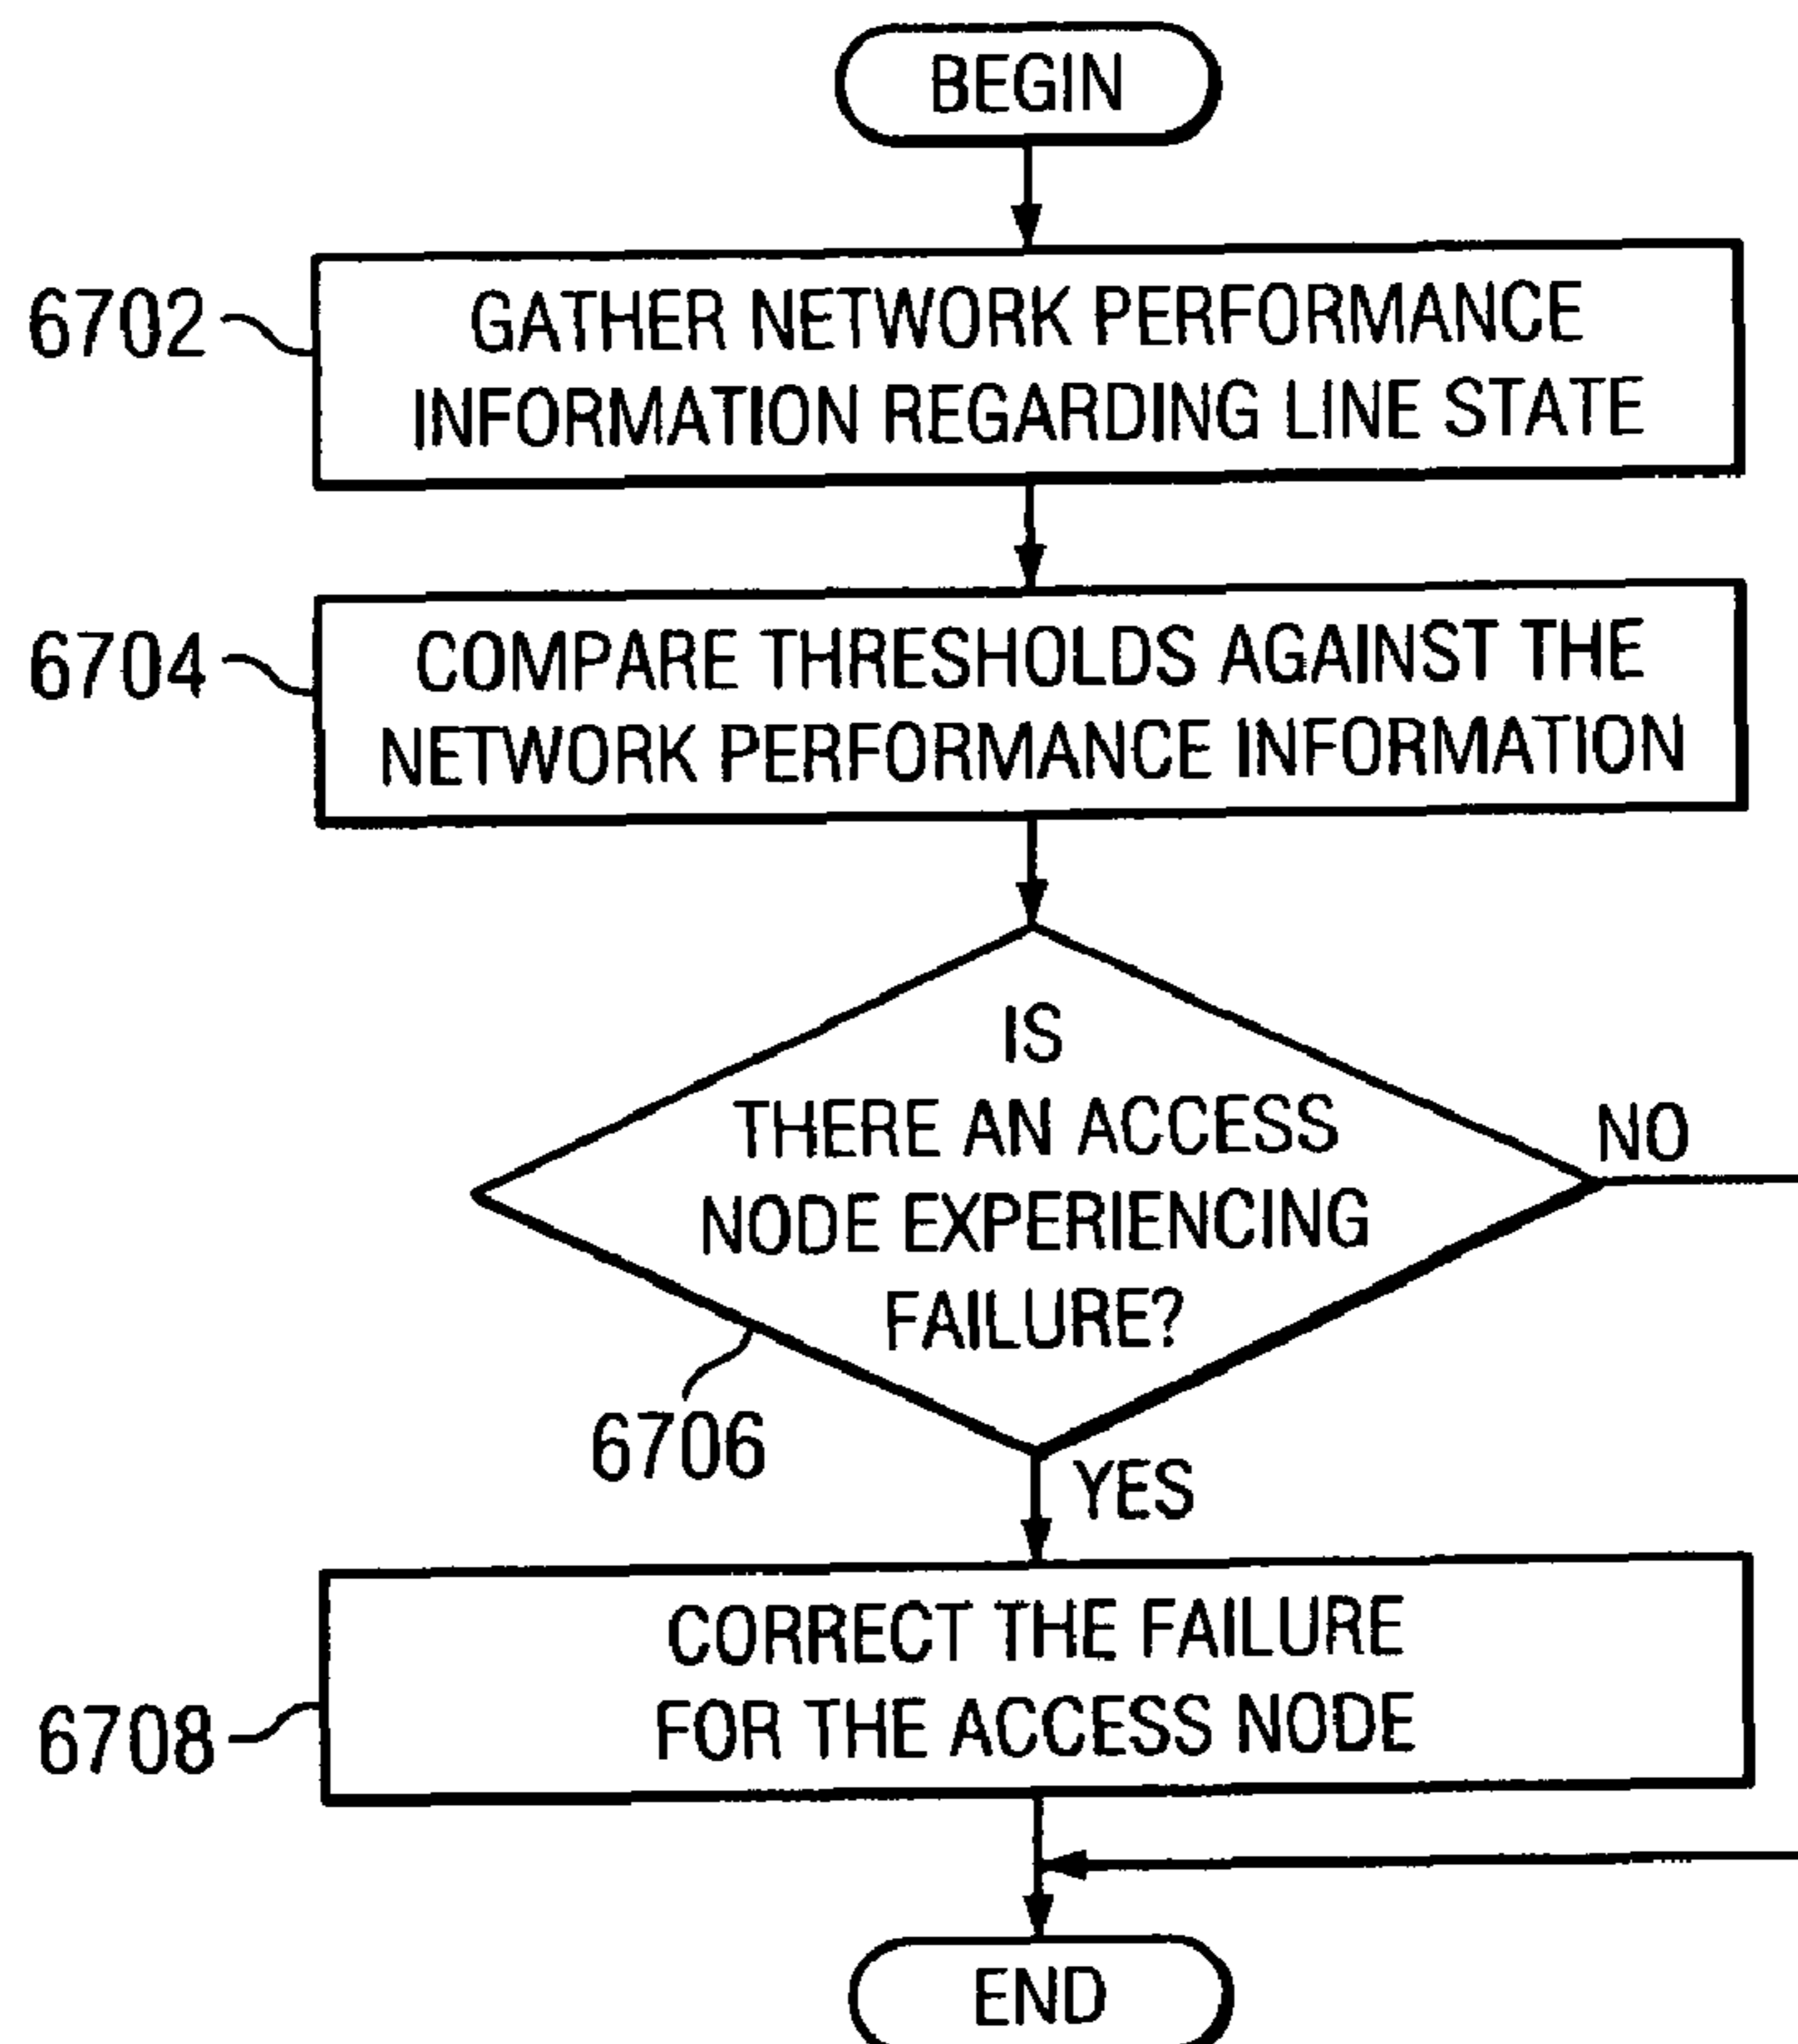 BEGIN
6702
GATHER NETWORK PERFORMANCE
INFORMATION REGARDING LINE STATE
6704
COMPARE THRESHOLDS AGAINST THE
NETWORK PERFORMANCE INFORMATION
IS
THERE AN ACCESS
NODE EXPERIENCING
FAILURE?
NO
6706
YES
CORRECT THE FAILURE
FOR THE ACCESS NODE
6708
END